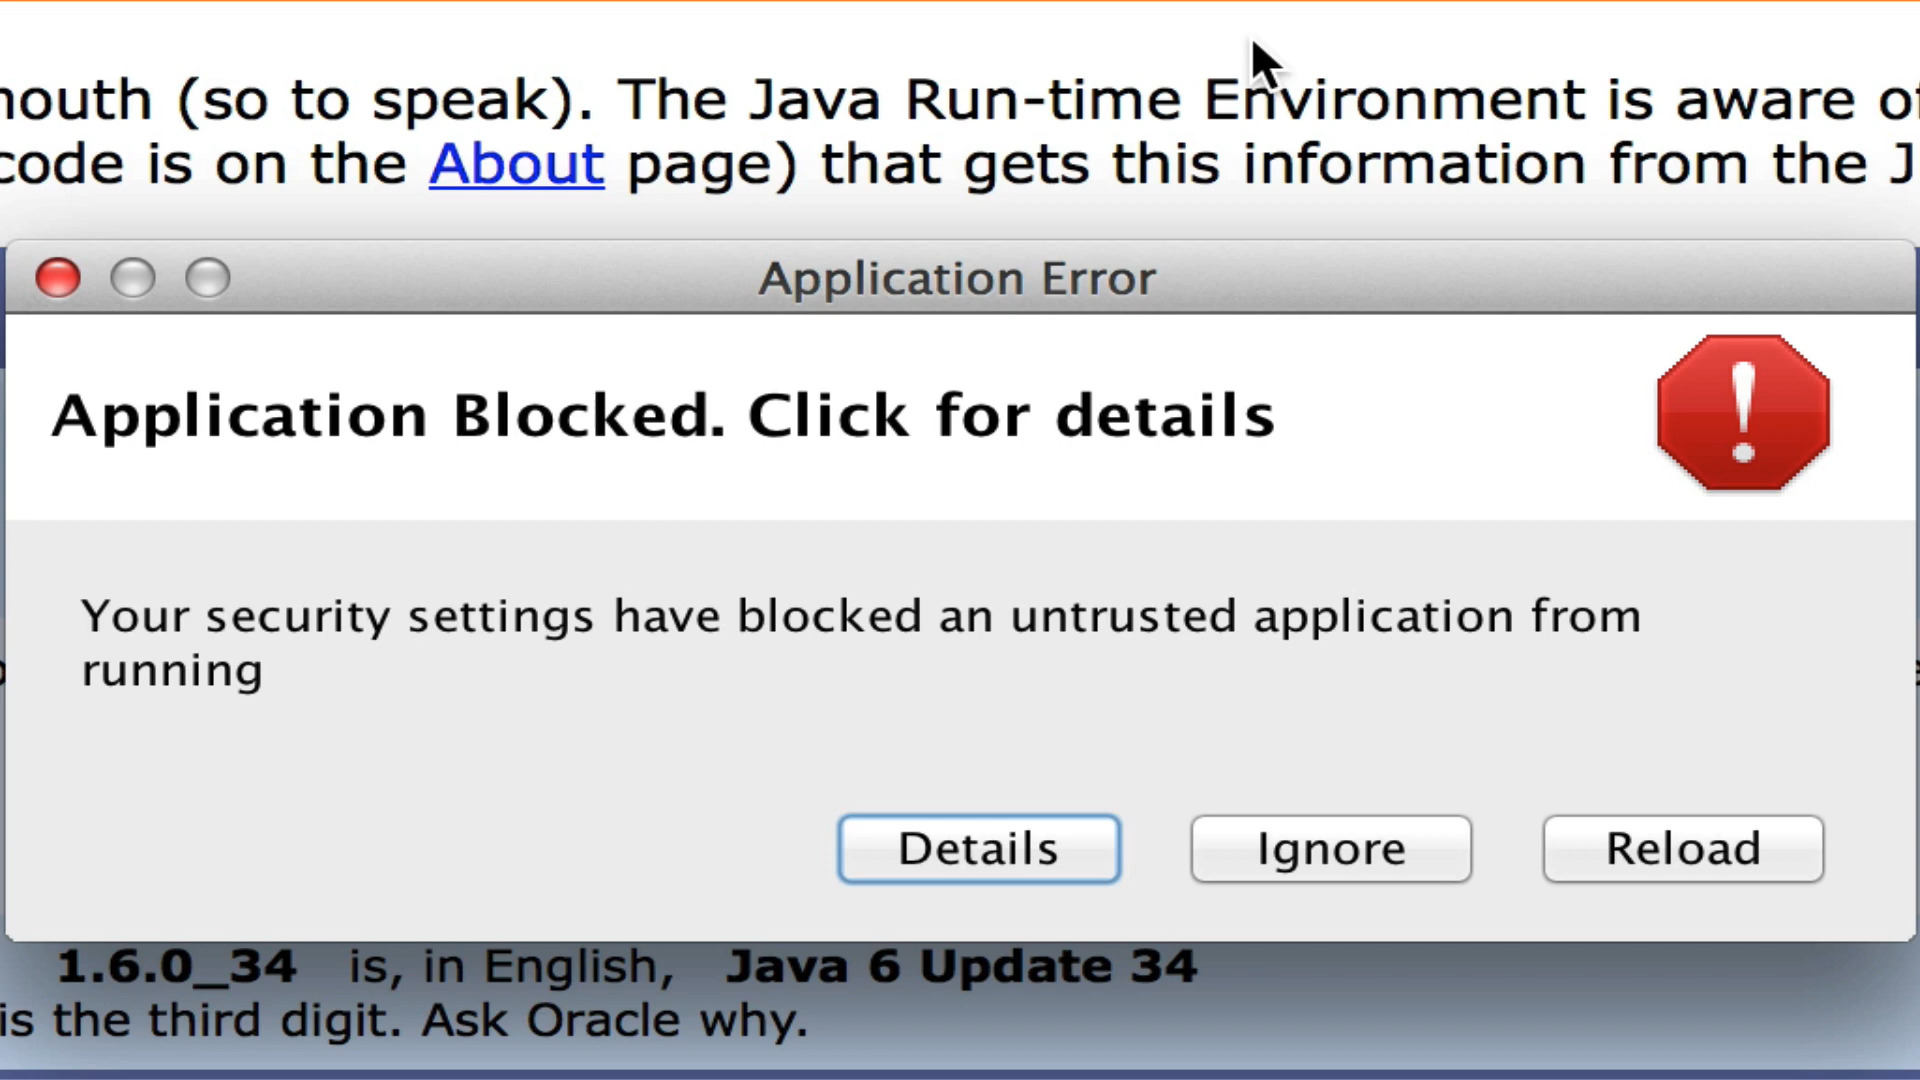 (so to speak). The Java Run-time Environment is aware
code is on the About page) that gets this information from the
Application Error
Application Blocked. Click for details
Your security settings have blocked an untrusted application from
running
Details Ignore Reload
1.6.0_34 is, in English, Java 6 Update 34
is the third digit. Ask Oracle why.